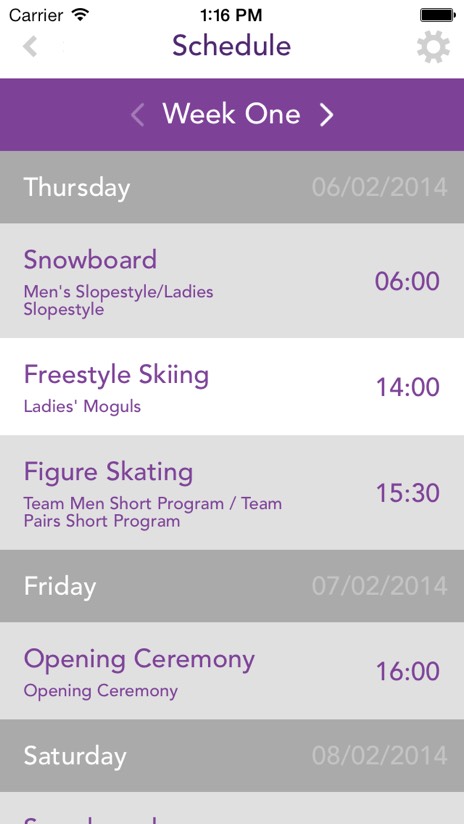 Carrier 1:16 PM
Schedule
Week One
Thursday 06/02/2014
Snowboard
Men's Slopestyle/Ladies
Slopestyle
06:00
Freestyle Skiing
Ladies' Moguls
14:00
Figure Skating
Team Men Short Program / Team
Pairs Short Program
15:30
Friday 07/02/2014
Opening Ceremony
Opening Ceremony
16:00
Saturday 08/02/2014